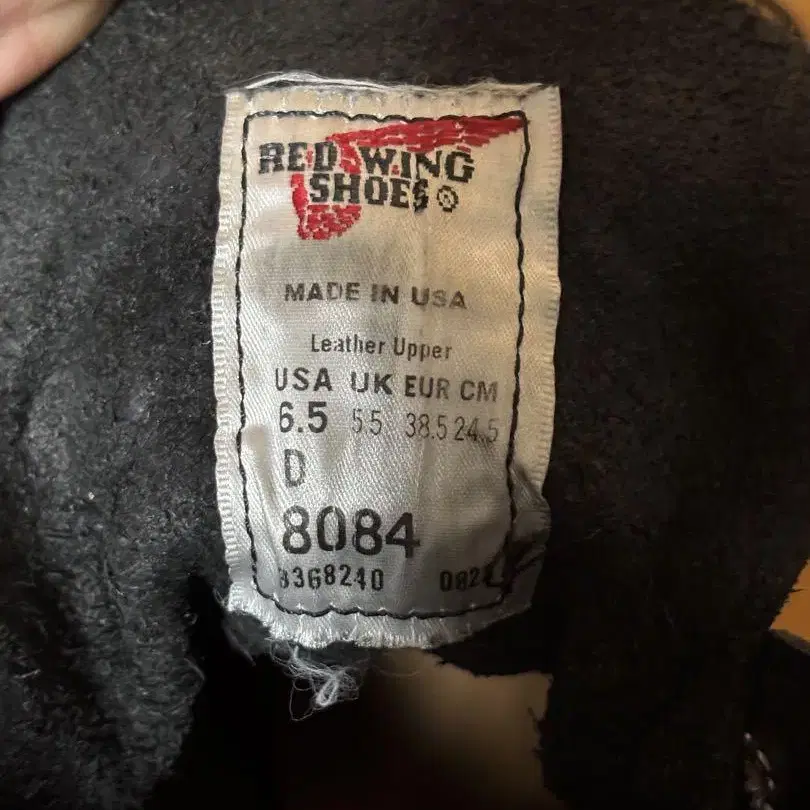 RED WING
SHOES ®
MADE IN USA
Leather Upper
USA UK EUR CM
6.5 5.5 38.5 24.5
D
8084